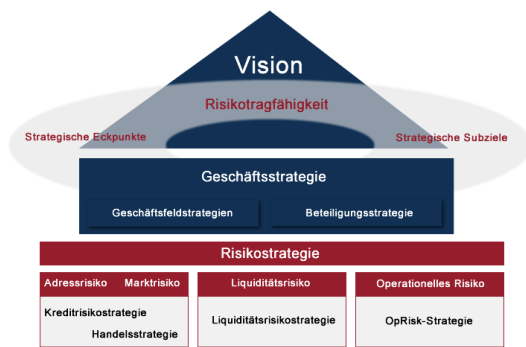 Vision
Risikotragfähigkeit
Strategische Eckpunkte
Strategische Subziele
Geschäftsstrategie
Geschäftsfeldstrategien
Beteiligungsstrategie
Risikostrategie
Adressrisiko Marktrisiko
Kreditrisikostrategie
Handelsstrategie
Liquiditätsrisiko
Liquiditätsrisikostrategie
Operationelles Risiko
OpRisk-Strategie